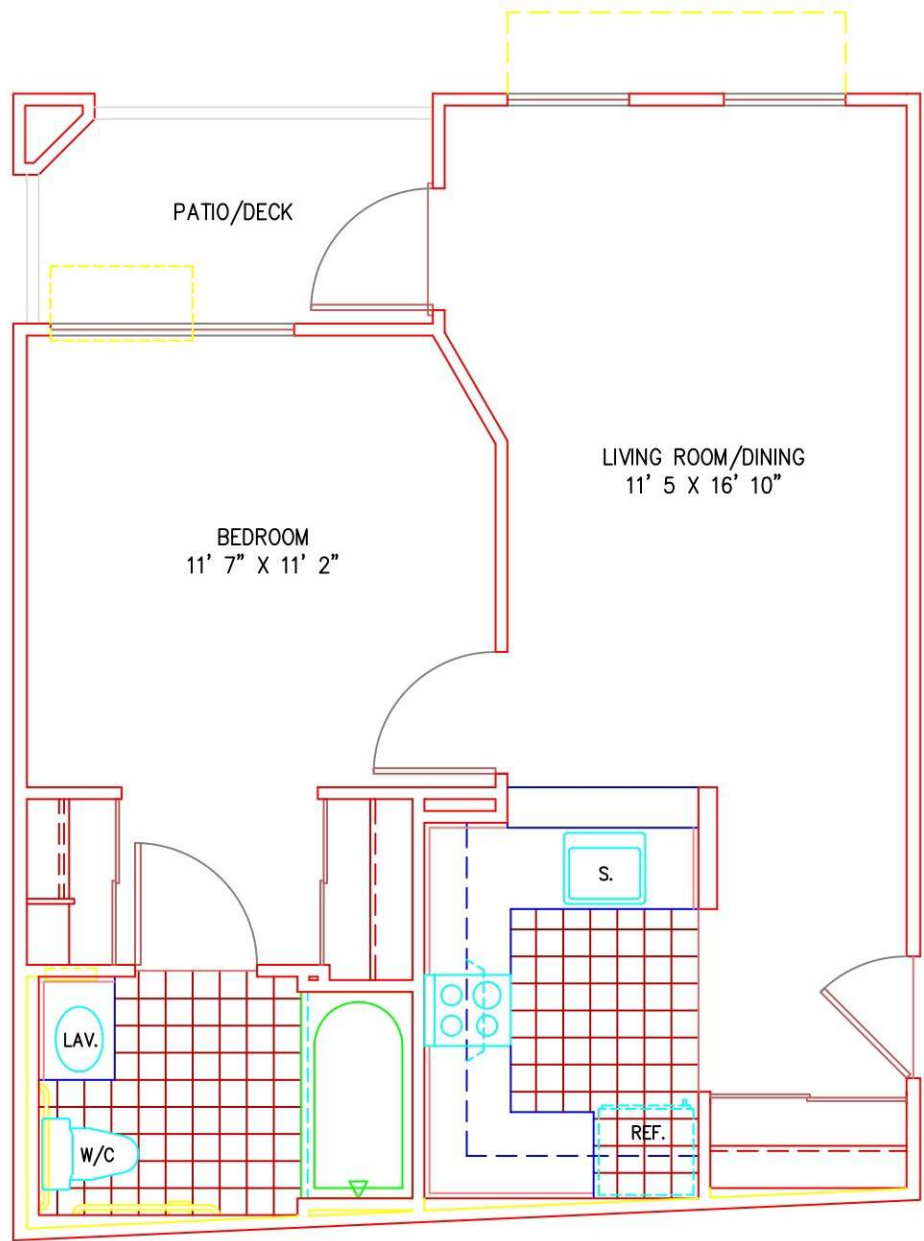 PATIO/DECK
LIVING ROOM/DINING
11' 5 X 16' 10"
BEDROOM
11' 7" X 11' 2"
S.
LAV.
W/C
REF.